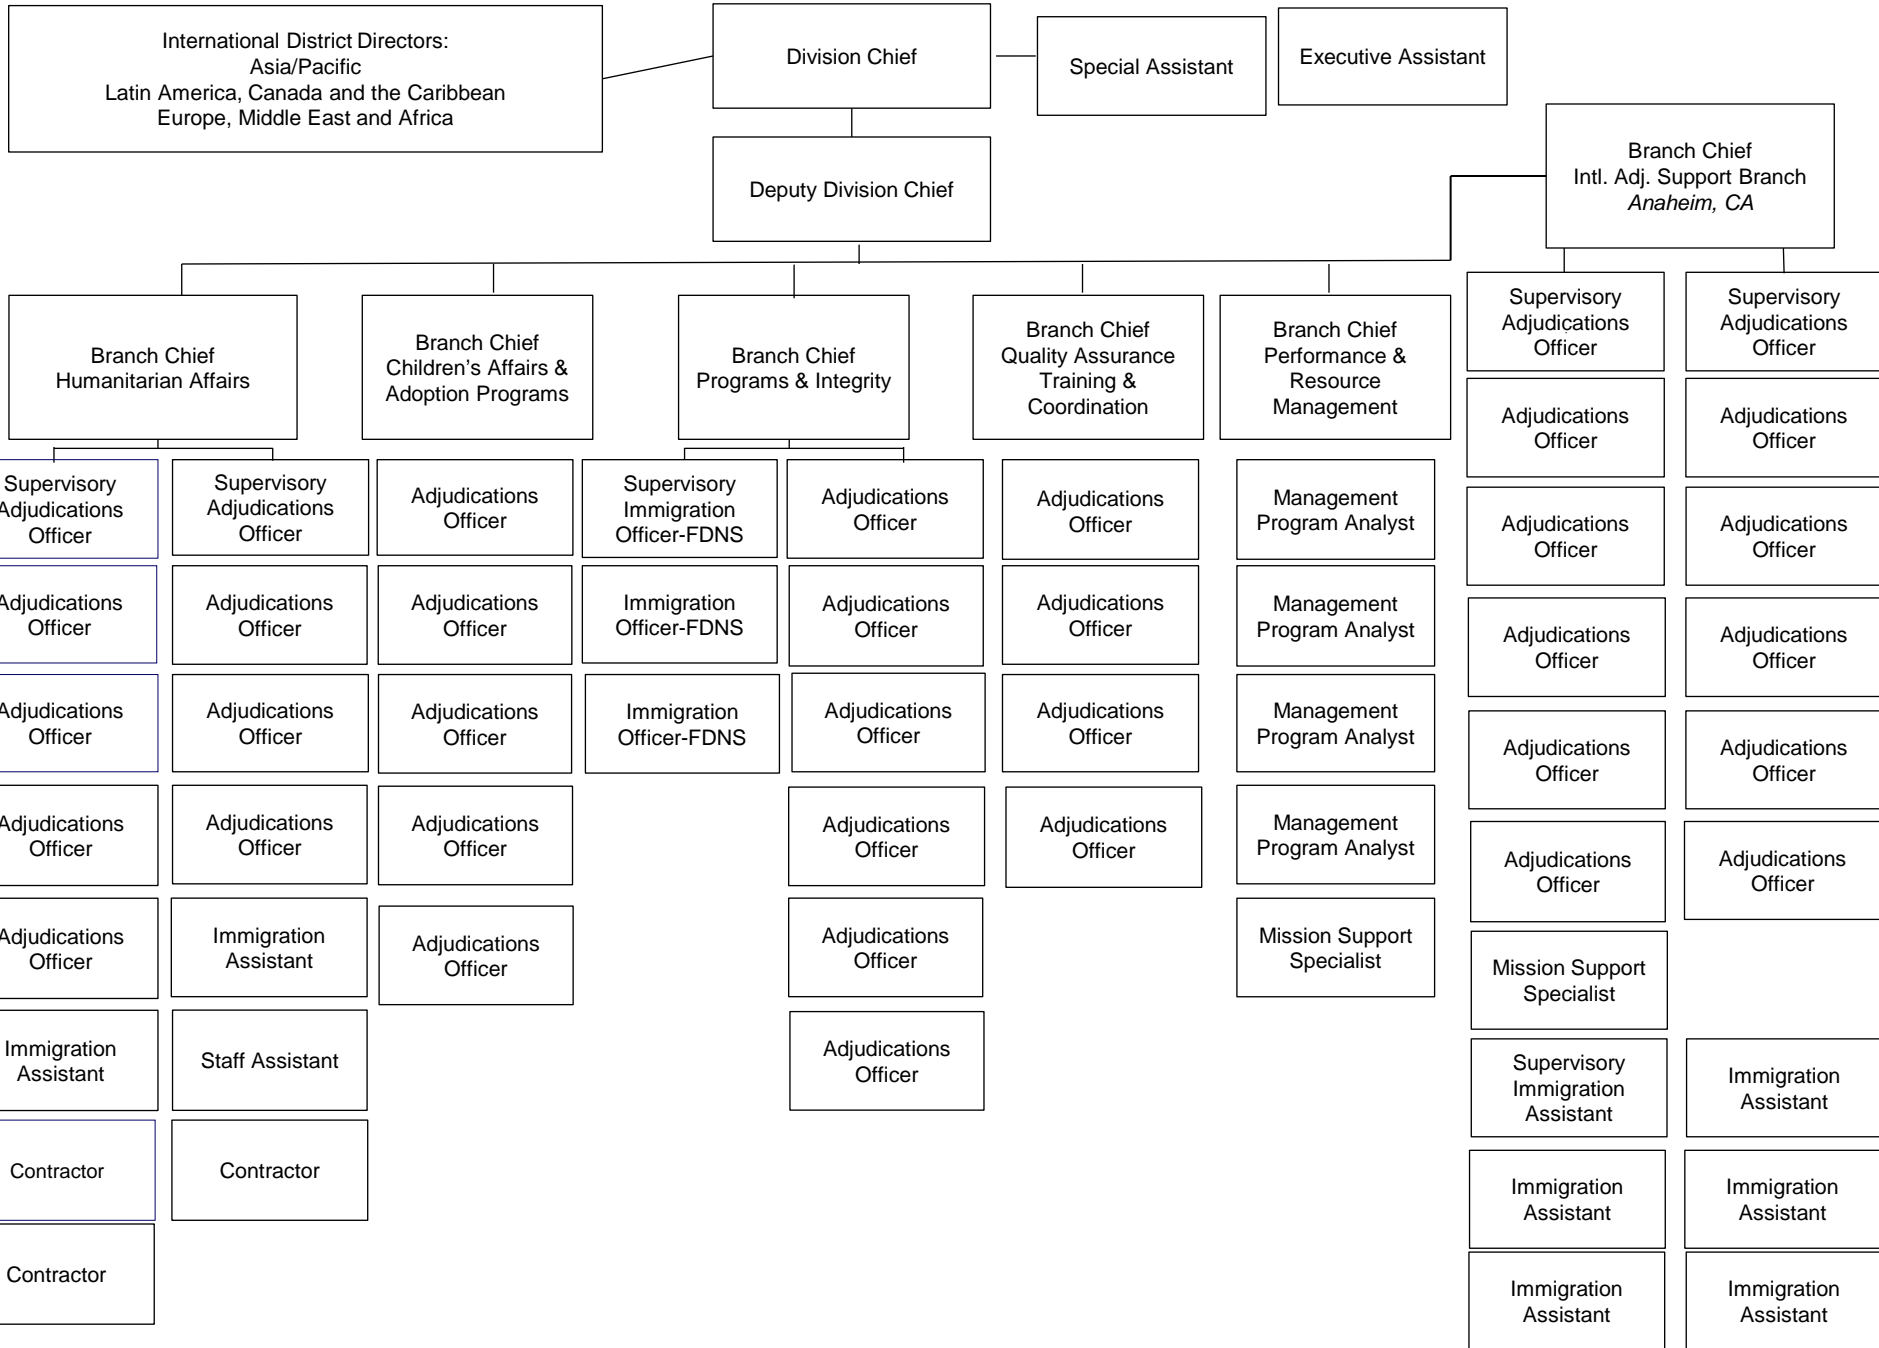 International District Directors:
Asia/Pacific
Latin America, Canada and the Caribbean
Europe, Middle East and Africa
Division Chief
Special Assistant
Executive Assistant
Deputy Division Chief
Branch Chief
Intl. Adj. Support Branch
Anaheim, CA
Branch Chief
Humanitarian Affairs
Branch Chief
Children’s Affairs &
Adoption Programs
Branch Chief
Programs & Integrity
Branch Chief
Quality Assurance
Training &
Coordination
Branch Chief
Performance &
Resource
Management
Supervisory
Adjudications
Officer
Adjudications
Officer
Adjudications
Officer
Adjudications
Officer
Adjudications
Officer
Immigration
Assistant
Contractor
Contractor
Supervisory
Adjudications
Officer
Adjudications
Officer
Adjudications
Officer
Adjudications
Officer
Immigration
Assistant
Staff Assistant
Contractor
Adjudications
Officer
Adjudications
Officer
Adjudications
Officer
Adjudications
Officer
Adjudications
Officer
Supervisory
Immigration
Officer-FDNS
Immigration
Officer-FDNS
Immigration
Officer-FDNS
Adjudications
Officer
Adjudications
Officer
Adjudications
Officer
Adjudications
Officer
Adjudications
Officer
Adjudications
Officer
Adjudications
Officer
Adjudications
Officer
Adjudications
Officer
Adjudications
Officer
Management
Program Analyst
Management
Program Analyst
Management
Program Analyst
Management
Program Analyst
Mission Support
Specialist
Supervisory
Adjudications
Officer
Adjudications
Officer
Adjudications
Officer
Adjudications
Officer
Adjudications
Officer
Adjudications
Officer
Mission Support
Specialist
Supervisory
Immigration
Assistant
Immigration
Assistant
Immigration
Assistant
Supervisory
Adjudications
Officer
Adjudications
Officer
Adjudications
Officer
Adjudications
Officer
Adjudications
Officer
Adjudications
Officer
Immigration
Assistant
Immigration
Assistant
Immigration
Assistant